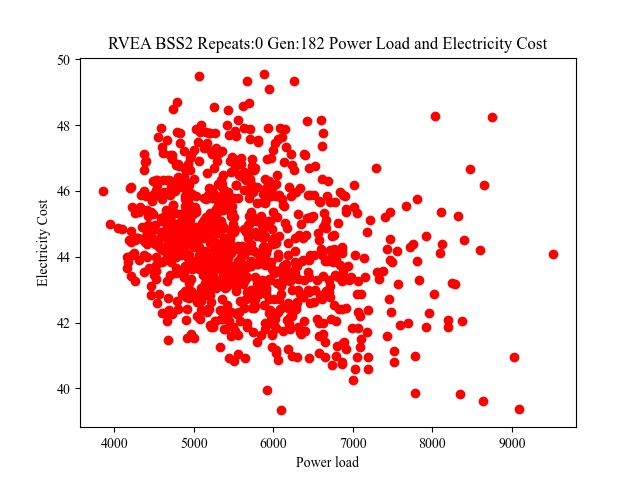 RVEA BSS2 Repeats:0 Gen:182 Power Load and Electricity Cost
50
48
46
44
42
40
Electricity Cost
4000 5000 6000 7000 8000 9000
Power load